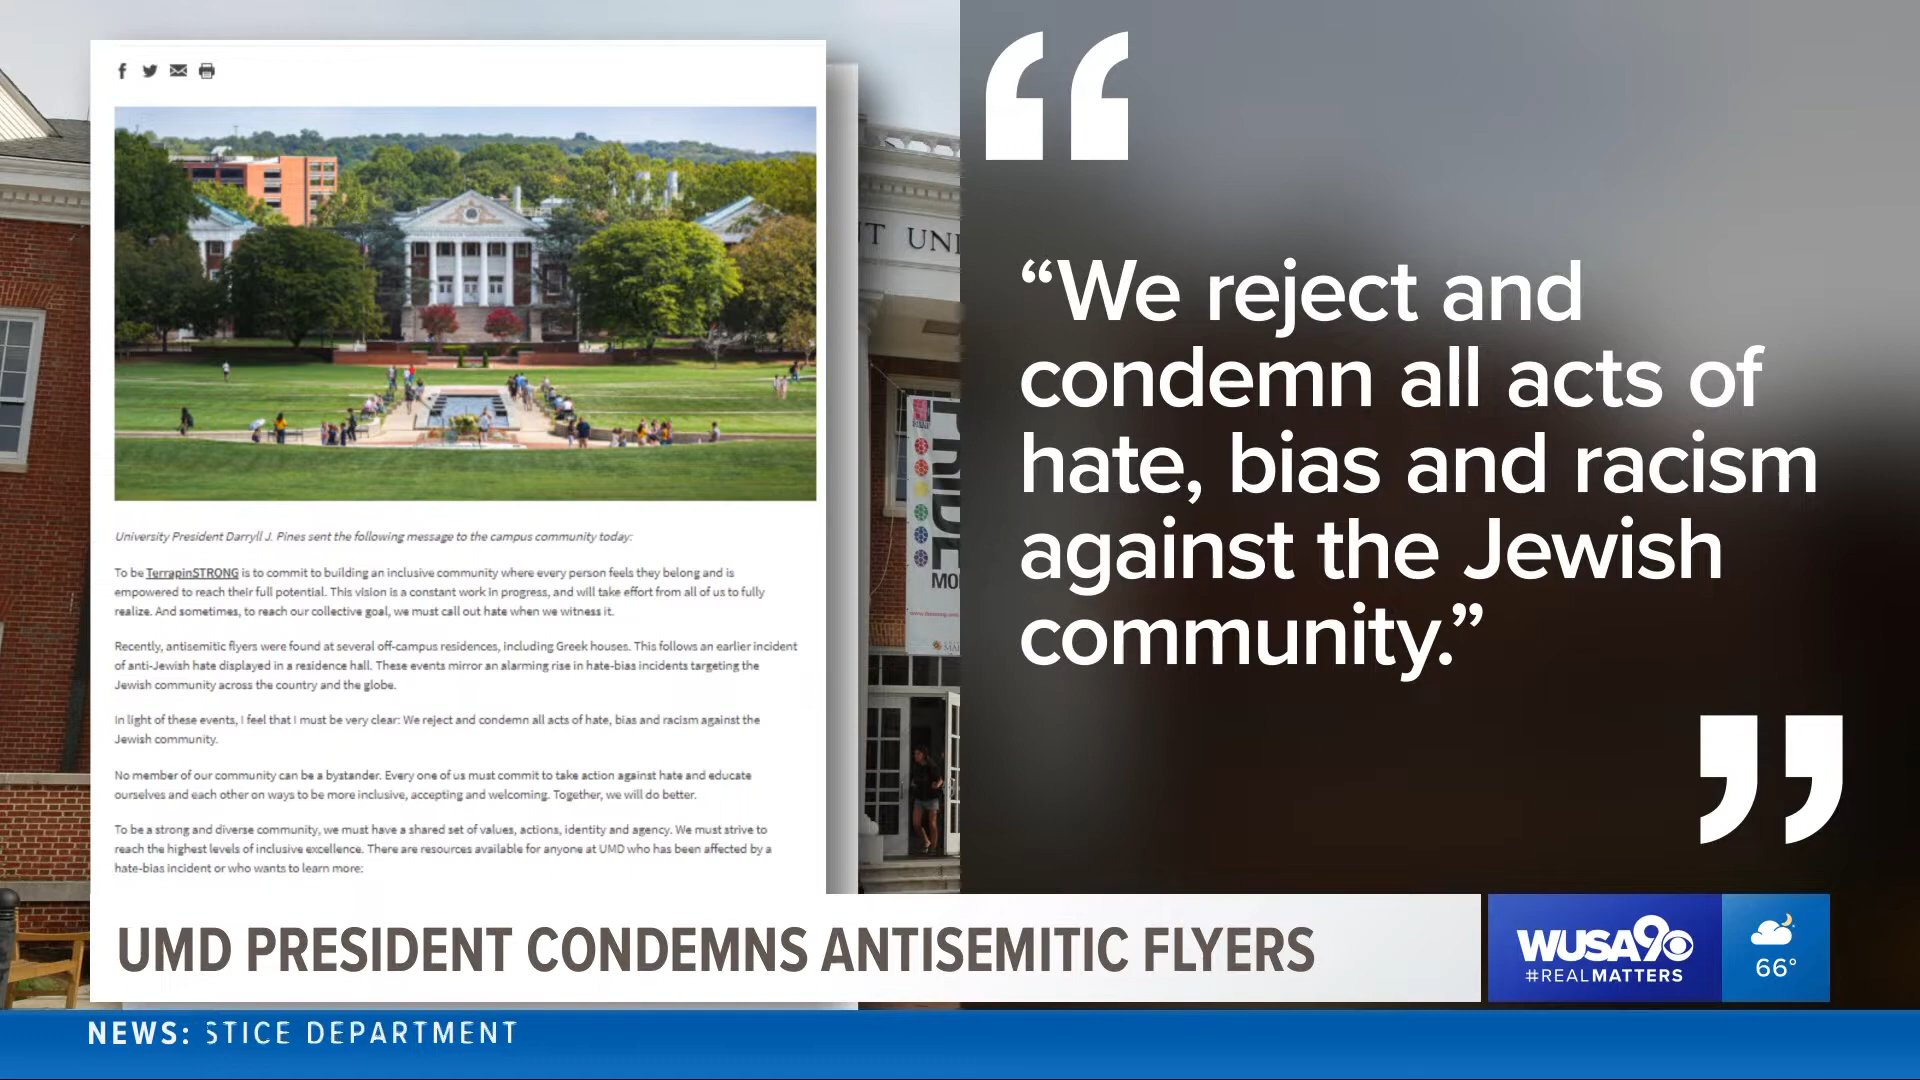 University President Darryll J. Pines sent the following message to the campus community today:
To be TerrapinSTRONG is to commit to building an inclusive community where every person feels they belong and is
empowered to reach their full potential. This vision is a constant work in progress, and will take effort from all of us to fully
realize. And sometimes, to reach our collective goal, we must call out hate when we witness it.
Recently, antisemitic flyers were found at several off-campus residences, including Greek houses. This follows an earlier incident
of anti-Jewish hate displayed in a residence hall. These events mirror an alarming rise in hate-bias incidents targeting the
Jewish community across the country and the globe.
In light of these events, I feel that I must be very clear: We reject and condemn all acts of hate, bias and racism against the
Jewish community.
No member of our community can be a bystander. Every one of us must commit to take action against hate and educate
ourselves and each other on ways to be more inclusive, accepting and welcoming. Together, we will do better.
To be a strong and diverse community, we must have a shared set of values, actions, identity and agency. We must strive to
reach the highest levels of inclusive excellence. There are resources available for anyone at UMD who has been affected by a
hate-bias incident or who wants to learn more:
NT UNI
PRIDE
MO
“We reject and
condemn all acts of
hate, bias and racism
against the Jewish
community.”
UMD PRESIDENT CONDEMNS ANTISEMITIC FLYERS
WUSA9
#REALMATTERS
66°
NEWS: STICE DEPARTMENT